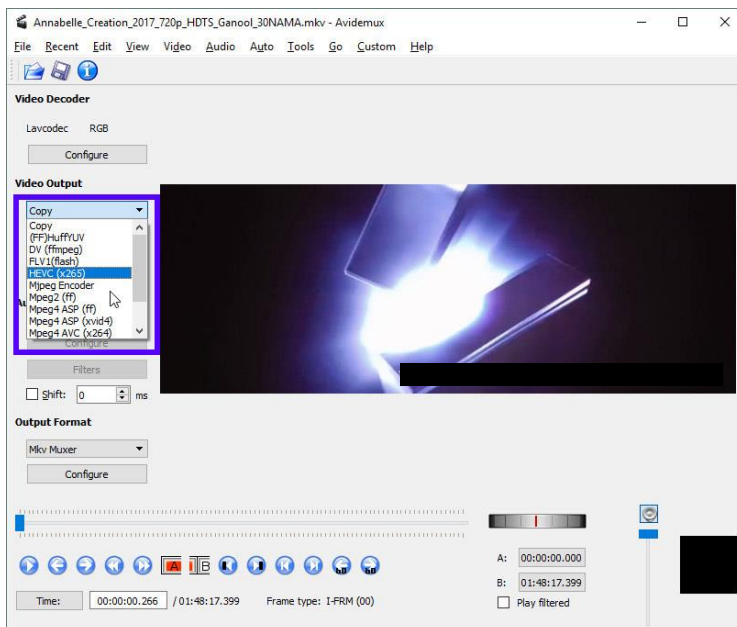 Annabelle_Creation_2017_720p_HDTS_Ganool_30NAMA.mkv - Avidemux
File Recent Edit View Video Audio Auto Tools Go Custom Help
Video Decoder
Lavcodec RGB
Configure
Video Output
Copy
Copy
(FF)HuffYUV
DV (ffmpeg)
FLV1(flash)
HEVC (x265)
Mjpeg Encoder
Mpeg2 (ff)
Mpeg4 ASP (ff)
Mpeg4 ASP (xvid4)
Mpeg4 AVC (x264)
Au
Configure
Filters
Shift: 0 ms
Output Format
Mkv Muxer
Configure
A B
A: 00:00:00.000
B: 01:48:17.399
Time: 00:00:00.266 / 01:48:17.399 Frame type: I-FRM (00)
Play filtered